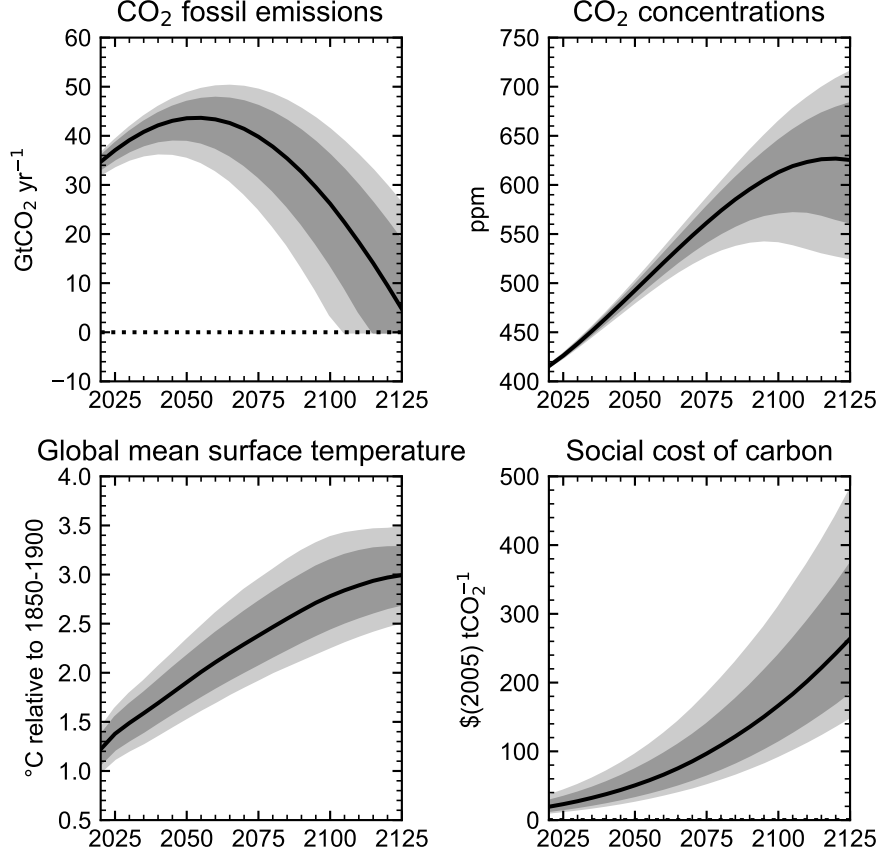 CO₂ fossil emissions
GtCO₂ yr⁻¹
60
50
40
30
20
10
0
−10
2025 2050 2075 2100 2125
CO₂ concentrations
ppm
750
700
650
600
550
500
450
400
2025 2050 2075 2100 2125
Global mean surface temperature
°C relative to 1850-1900
4.0
3.5
3.0
2.5
2.0
1.5
1.0
0.5
2025 2050 2075 2100 2125
Social cost of carbon
$(2005) tCO₂⁻¹
500
400
300
200
100
0
2025 2050 2075 2100 2125